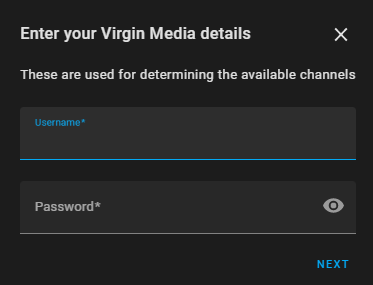 Enter your Virgin Media details
These are used for determining the available channels
Username*
Password*
NEXT